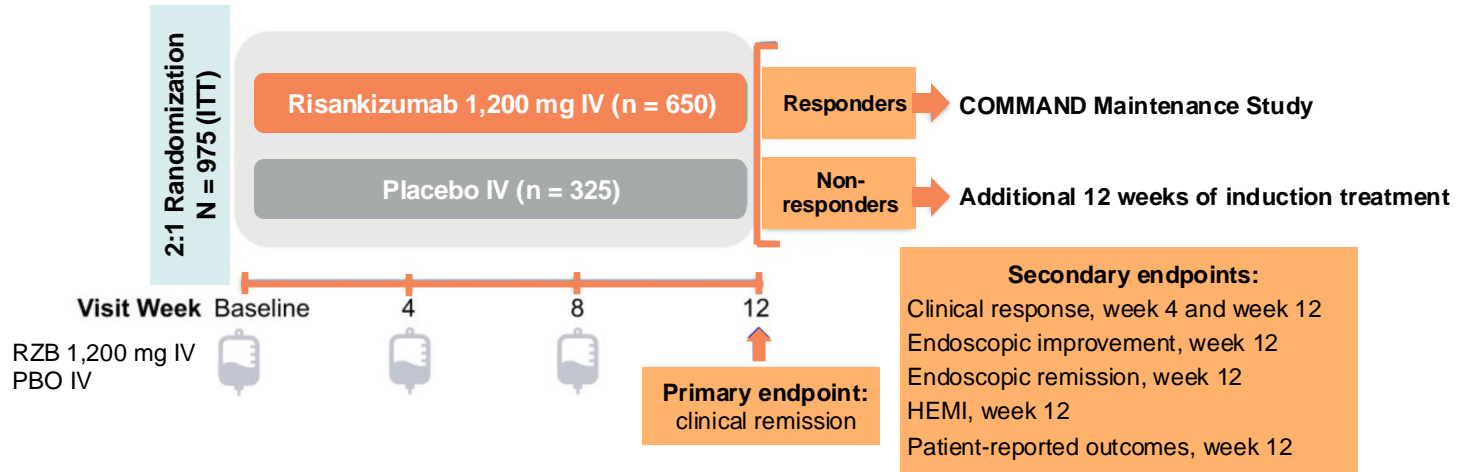 2:1 Randomization
N = 975 (ITT)
Risankizumab 1,200 mg IV (n = 650)
Placebo IV (n = 325)
Responders
COMMAND Maintenance Study
Non-
responders
Additional 12 weeks of induction treatment
Visit Week Baseline 4 8 12
RZB 1,200 mg IV
PBO IV
Primary endpoint:
clinical remission
Secondary endpoints:
Clinical response, week 4 and week 12
Endoscopic improvement, week 12
Endoscopic remission, week 12
HEMI, week 12
Patient-reported outcomes, week 12